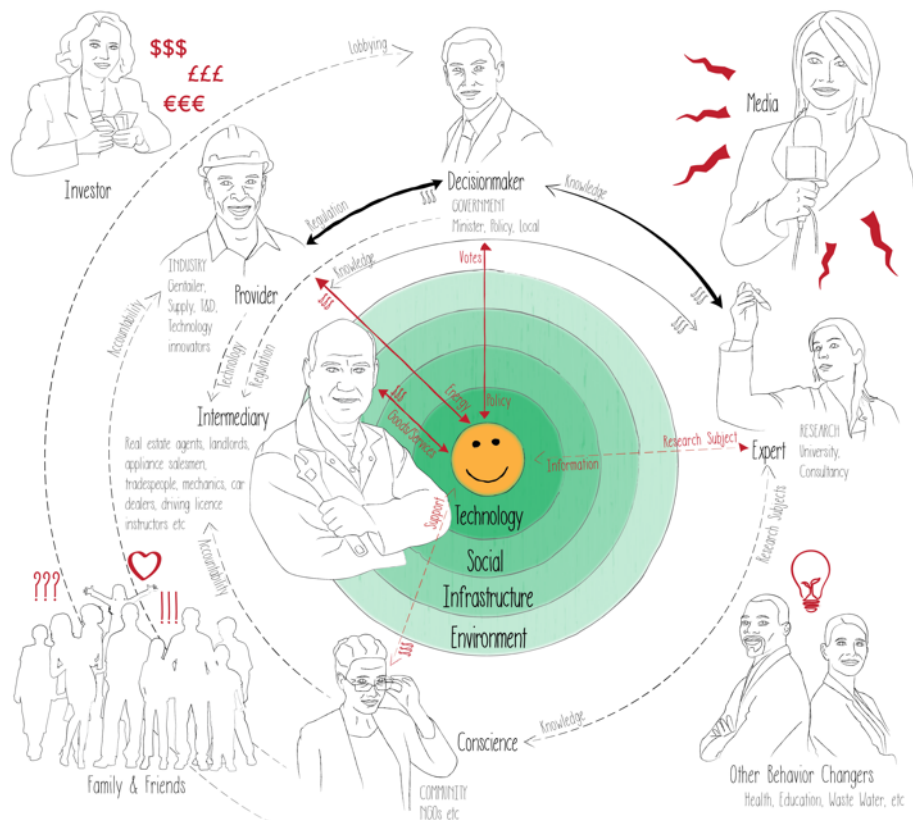 $$$
£££
€€€
Investor
Lobbying
Media
Decisionmaker
GOVERNMENT
Minister, Policy, Local
Regulation
$$$
Knowledge
$$$
Provider
INDUSTRY
Gentailer,
Supply, T&D,
Technology
innovators
Knowledge
$$$
Votes
$$$
Accountability
Technology
Regulation
Intermediary
Real estate agents, landlords,
appliance salesmen,
tradespeople, mechanics, car
dealers, driving licence
instructors etc
$$$
Goods/Services
Energy
Policy
Information
Research Subject
Expert
RESEARCH
University,
Consultancy
Support
$$$
Technology
Social
Infrastructure
Environment
Accountability
Research Subjects
???
!!!
Family & Friends
Conscience
COMMUNITY
NGOs etc
Knowledge
Other Behavior Changers
Health, Education, Waste Water, etc